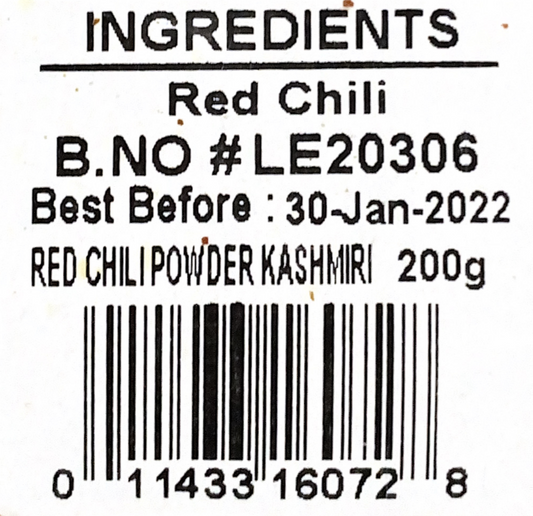 INGREDIENTS
Red Chili
B.NO # LE20306
Best Before : 30-Jan-2022
RED CHILI POWDER KASHMIRI 200g
0 11433 16072 8